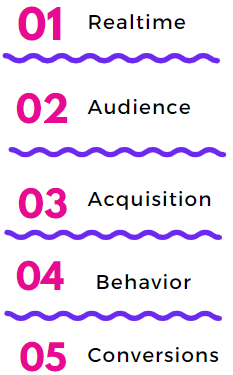 01 Realtime
02 Audience
03 Acquisition
04 Behavior
05 Conversions